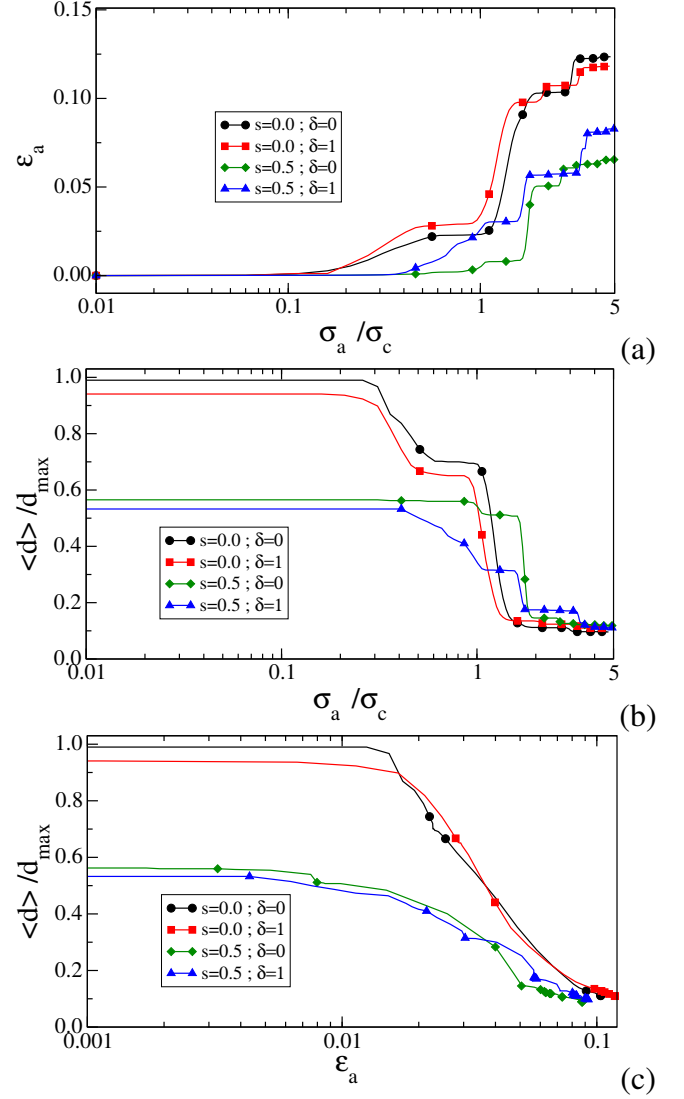 0.15
0.10
0.05
0.00
ε_a
s=0.0 ; δ=0
s=0.0 ; δ=1
s=0.5 ; δ=0
s=0.5 ; δ=1
0.01 0.1 1 5
σ_a /σ_c
(a)
1.0
0.8
0.6
0.4
0.2
0.0
<d> / d_max
s=0.0 ; δ=0
s=0.0 ; δ=1
s=0.5 ; δ=0
s=0.5 ; δ=1
0.01 0.1 1 5
σ_a /σ_c
(b)
1.0
0.8
0.6
0.4
0.2
0.0
<d> / d_max
s=0.0 ; δ=0
s=0.0 ; δ=1
s=0.5 ; δ=0
s=0.5 ; δ=1
0.001 0.01 0.1
ε_a
(c)